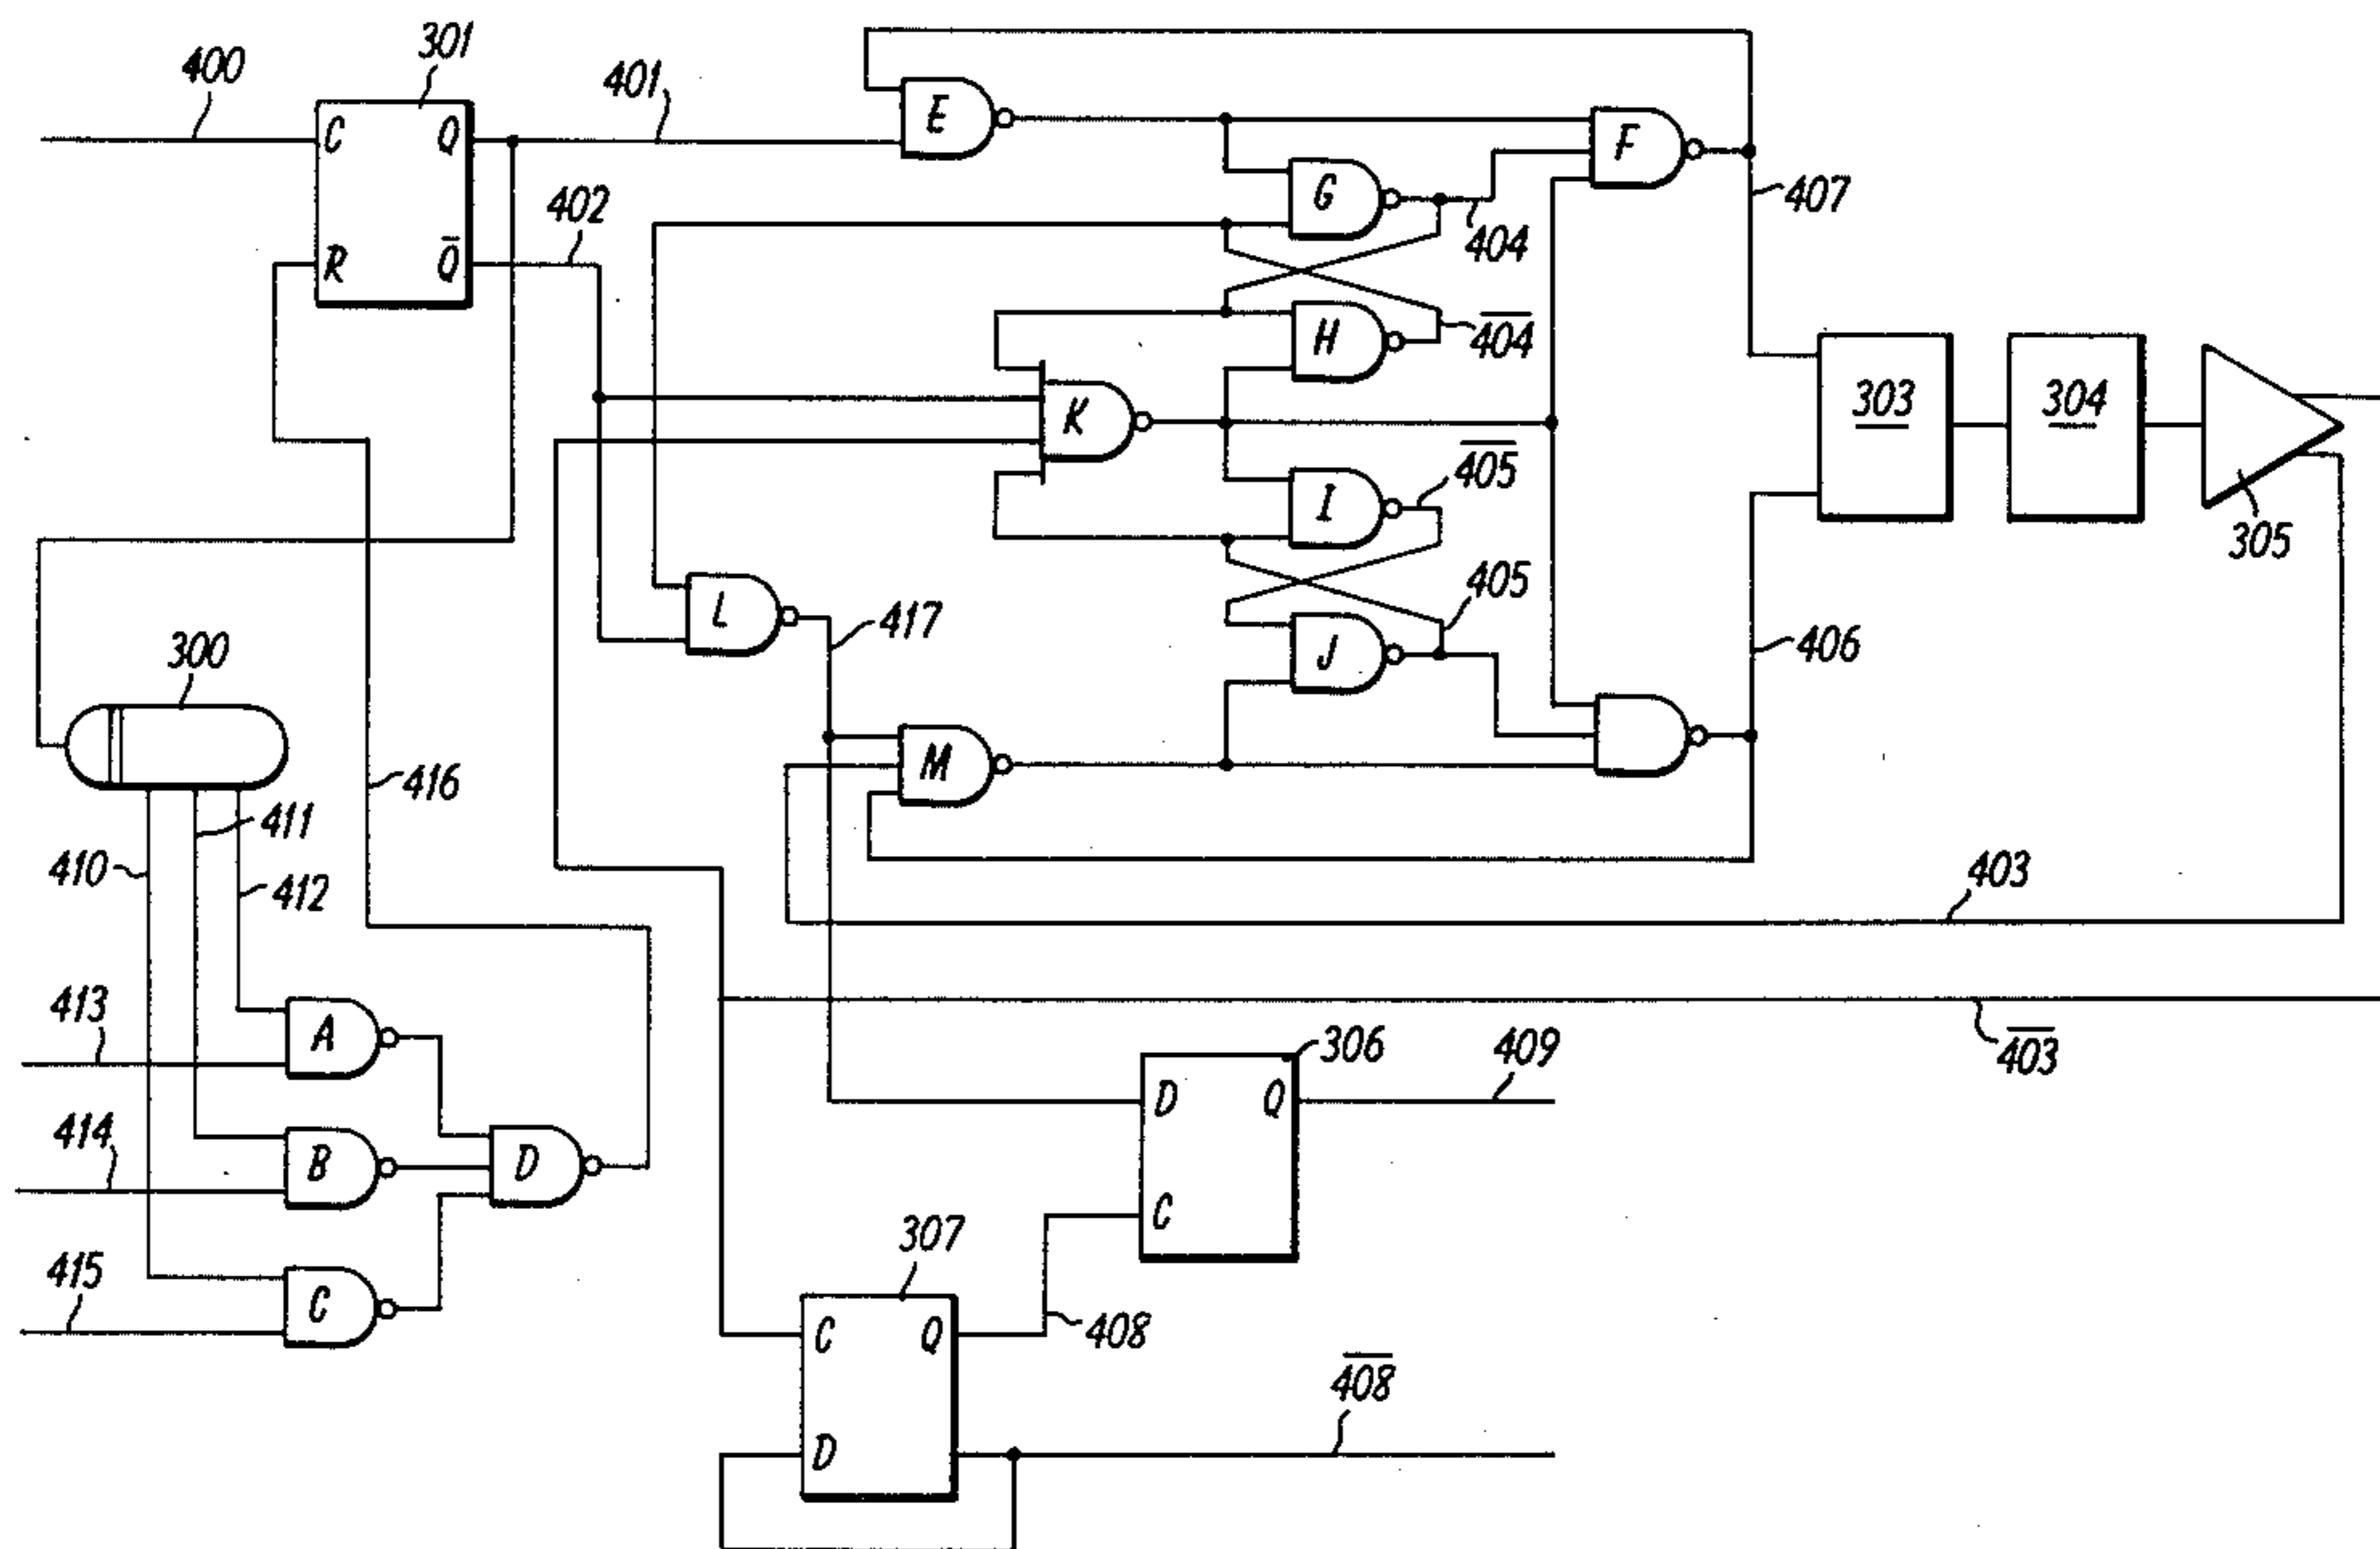 400
301
401
C
Q
E
F
402
G
407
R
Q̅
404
H
4̅0̅4̅
K
303
304
4̅0̅5̅
I
305
L
417
405
300
J
406
M
416
411
410
412
403
413
A
306
409
4̅0̅3̅
D
Q
414
B
D
C
415
307
C
C
Q
408
4̅0̅8̅
D